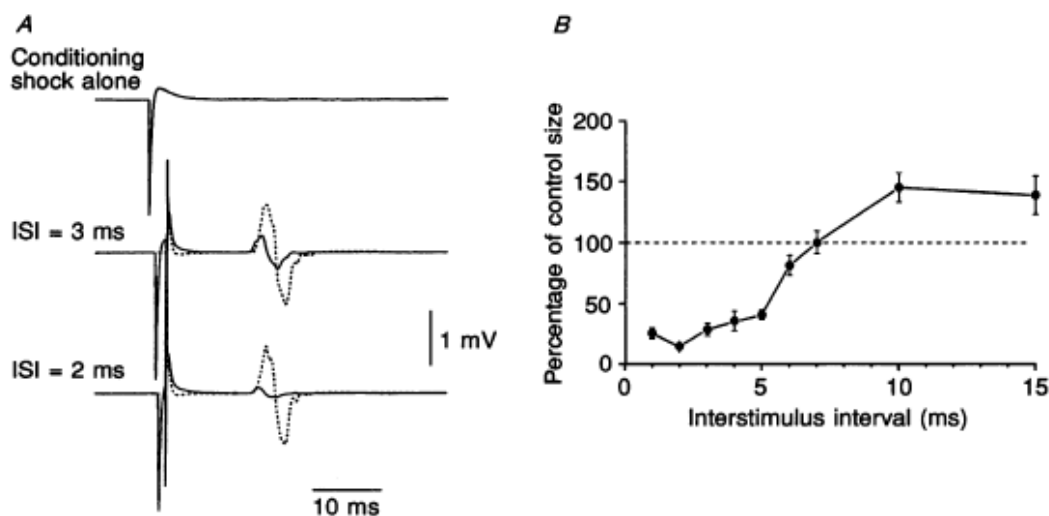 A
Conditioning
shock alone
ISI = 3 ms
1 mV
ISI = 2 ms
10 ms
B
Percentage of control size
200
150
100
50
0
0 5 10 15
Interstimulus interval (ms)